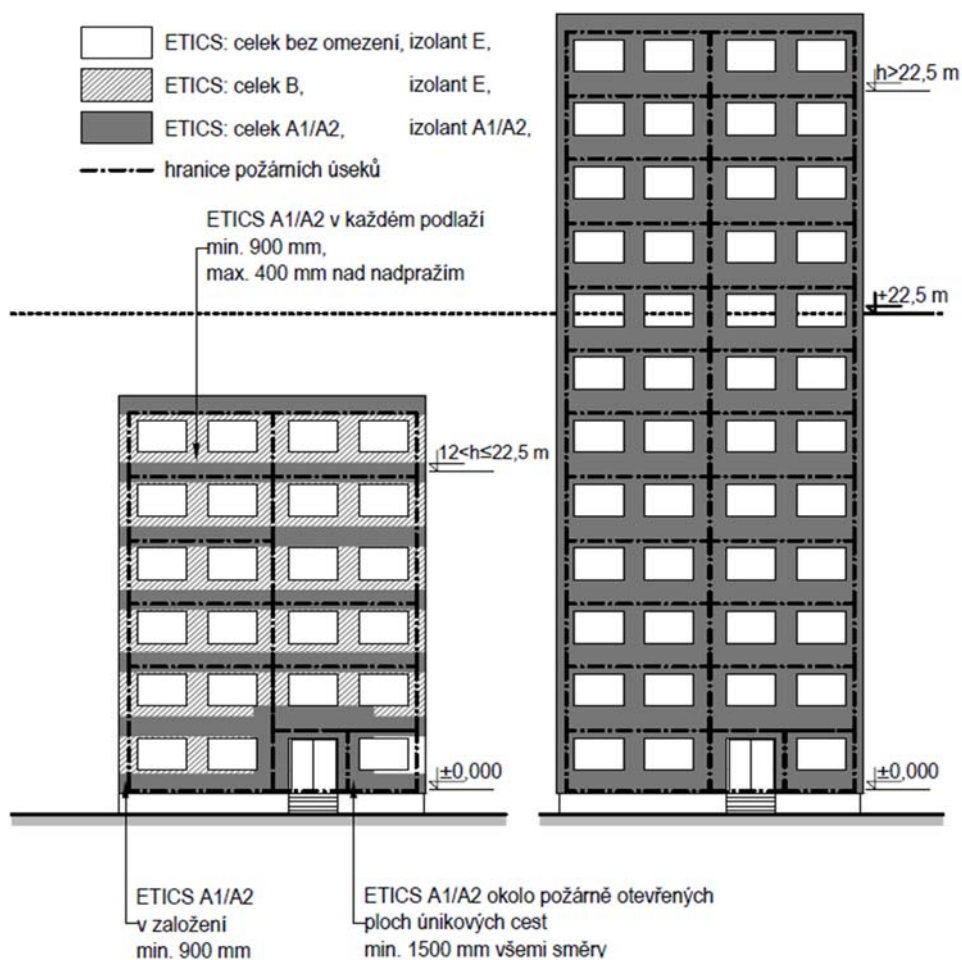 ETICS: celek bez omezení, izolant E,
ETICS: celek B, izolant E,
ETICS: celek A1/A2, izolant A1/A2,
hranice požárních úseků
ETICS A1/A2 v každém podlaží
min. 900 mm,
max. 400 mm nad nadpražím
h>22,5 m
+22,5 m
12<h≤22,5 m
±0,000
±0,000
ETICS A1/A2
v založení
min. 900 mm
ETICS A1/A2 okolo požárně otevřených
ploch únikových cest
min. 1500 mm všemi směry